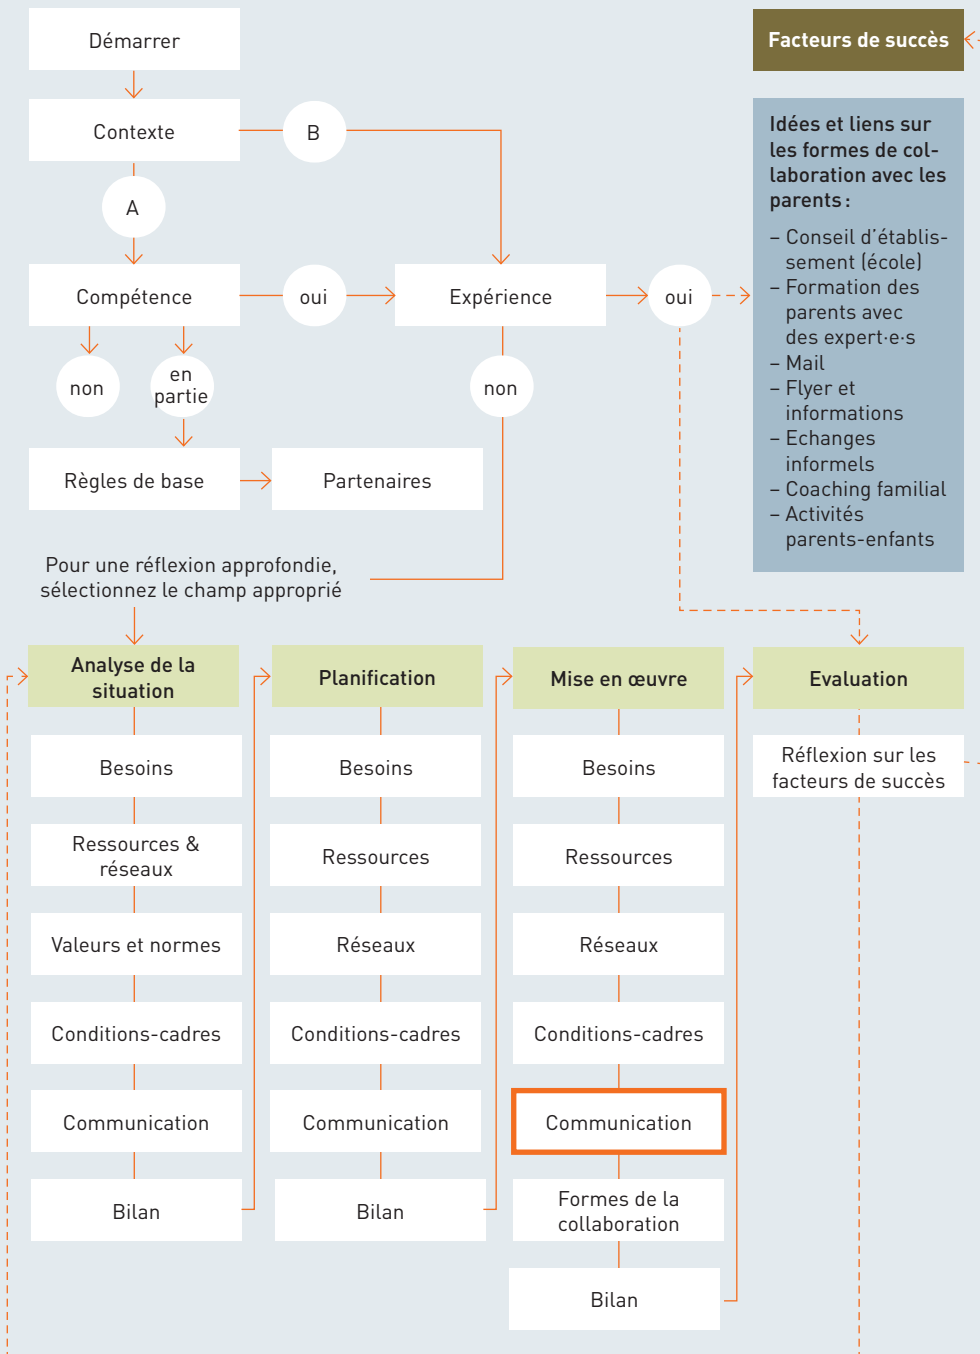 Démarrer
Facteurs de succès
Contexte
B
A
Idées et liens sur
les formes de col-
laboration avec les
parents :
– Conseil d'établis-
sement (école)
– Formation des
parents avec
des expert·e·s
– Mail
– Flyer et
informations
– Echanges
informels
– Coaching familial
– Activités
parents-enfants
Compétence
oui
Expérience
oui
non
en
partie
non
Règles de base
Partenaires
Pour une réflexion approfondie,
sélectionnez le champ approprié
Analyse de la
situation
Besoins
Ressources &
réseaux
Valeurs et normes
Conditions-cadres
Communication
Bilan
Planification
Besoins
Ressources
Réseaux
Conditions-cadres
Communication
Bilan
Mise en œuvre
Besoins
Ressources
Réseaux
Conditions-cadres
Communication
Formes de la
collaboration
Bilan
Evaluation
Réflexion sur les
facteurs de succès